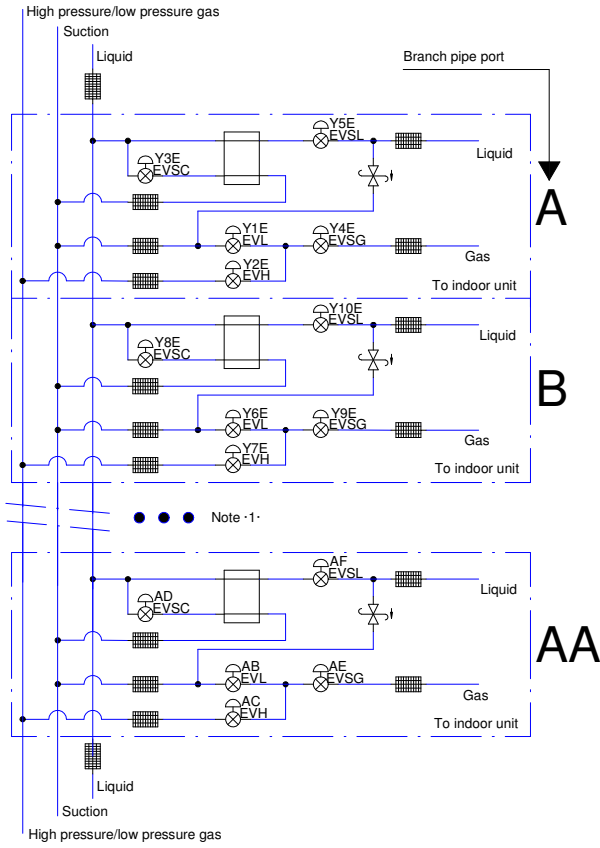 High pressure/low pressure gas
Suction
Liquid
Branch pipe port
Y5E
EVSL
Liquid
Y3E
EVSC
A
Y1E
EVL
Y4E
EVSG
Gas
Y2E
EVH
To indoor unit
Y10E
EVSL
Liquid
Y8E
EVSC
B
Y6E
EVL
Y9E
EVSG
Gas
Y7E
EVH
To indoor unit
Note ·1·
AF
EVSL
Liquid
AD
EVSC
AA
AB
EVL
AE
EVSG
Gas
AC
EVH
To indoor unit
Liquid
Suction
High pressure/low pressure gas